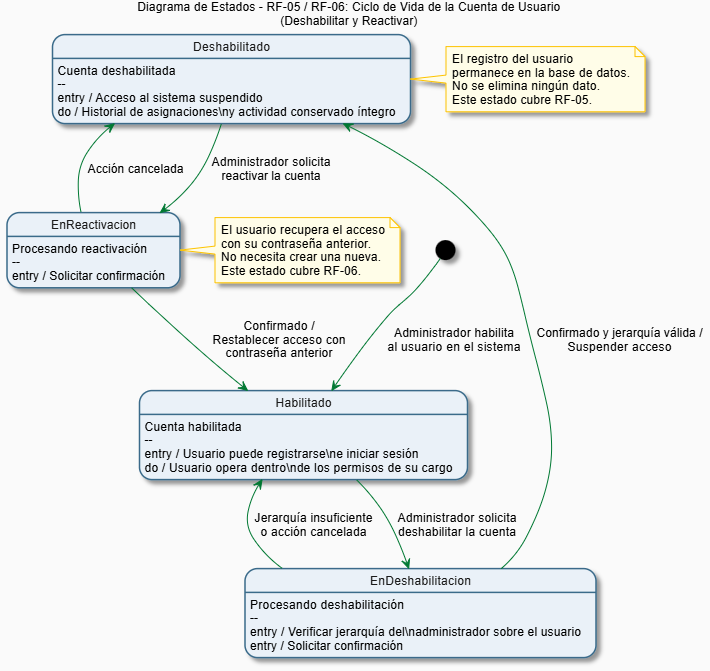 Diagrama de Estados - RF-05 / RF-06: Ciclo de Vida de la Cuenta de Usuario
(Deshabilitar y Reactivar)
Deshabilitado
Cuenta deshabilitada
--
entry / Acceso al sistema suspendido
do / Historial de asignaciones\ny actividad conservado íntegro
El registro del usuario
permanece en la base de datos.
No se elimina ningún dato.
Este estado cubre RF-05.
Acción cancelada
Administrador solicita
reactivar la cuenta
EnReactivacion
Procesando reactivación
--
entry / Solicitar confirmación
El usuario recupera el acceso
con su contraseña anterior.
No necesita crear una nueva.
Este estado cubre RF-06.
Confirmado /
Restablecer acceso con
contraseña anterior
Administrador habilita
al usuario en el sistema
Confirmado y jerarquía válida /
Suspender acceso
Habilitado
Cuenta habilitada
--
entry / Usuario puede registrarse\ne iniciar sesión
do / Usuario opera dentro\nde los permisos de su cargo
Jerarquía insuficiente
o acción cancelada
Administrador solicita
deshabilitar la cuenta
EnDeshabilitacion
Procesando deshabilitación
--
entry / Verificar jerarquía del\nadministrador sobre el usuario
entry / Solicitar confirmación